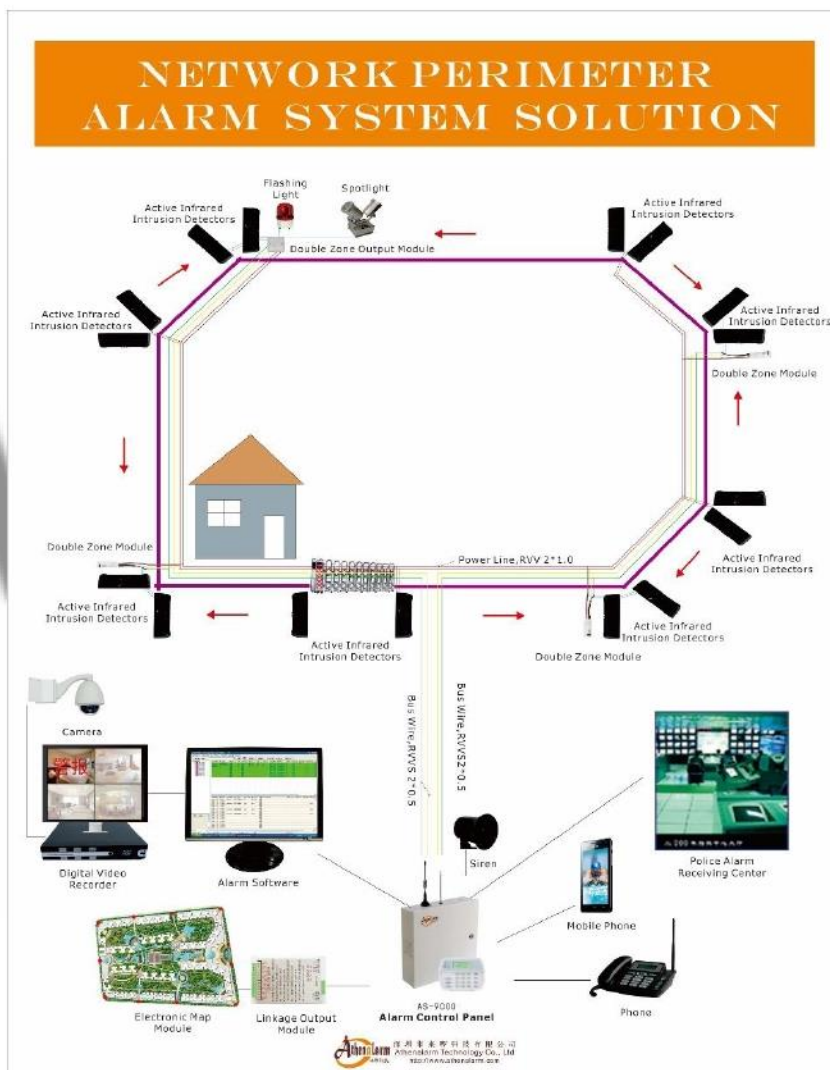 NETWORK PERIMETER
ALARM SYSTEM SOLUTION
Flashing
Light
Spotlight
Active Infrared
Intrusion Detectors
Double Zone Output Module
Active Infrared
Intrusion Detectors
Active Infrared
Intrusion Detectors
Active Infrared
Intrusion Detectors
Double Zone Module
Double Zone Module
Power Line,RVV 2*1.0
Active Infrared
Intrusion Detectors
Active Infrared
Intrusion Detectors
Active Infrared
Intrusion Detectors
Active Infrared
Intrusion Detectors
Double Zone Module
Bus Wire,RVVS 2*0.5
Bus Wire,RVVS2*0.5
Camera
警报
Digital Video
Recorder
Alarm Software
Siren
Police Alarm
Receiving Center
Mobile Phone
Electronic Map
Module
Linkage Output
Module
AS-9000
Alarm Control Panel
Phone
Athenalarm
Athenalarm Technology Co., Ltd
http://www.athenalarm.com